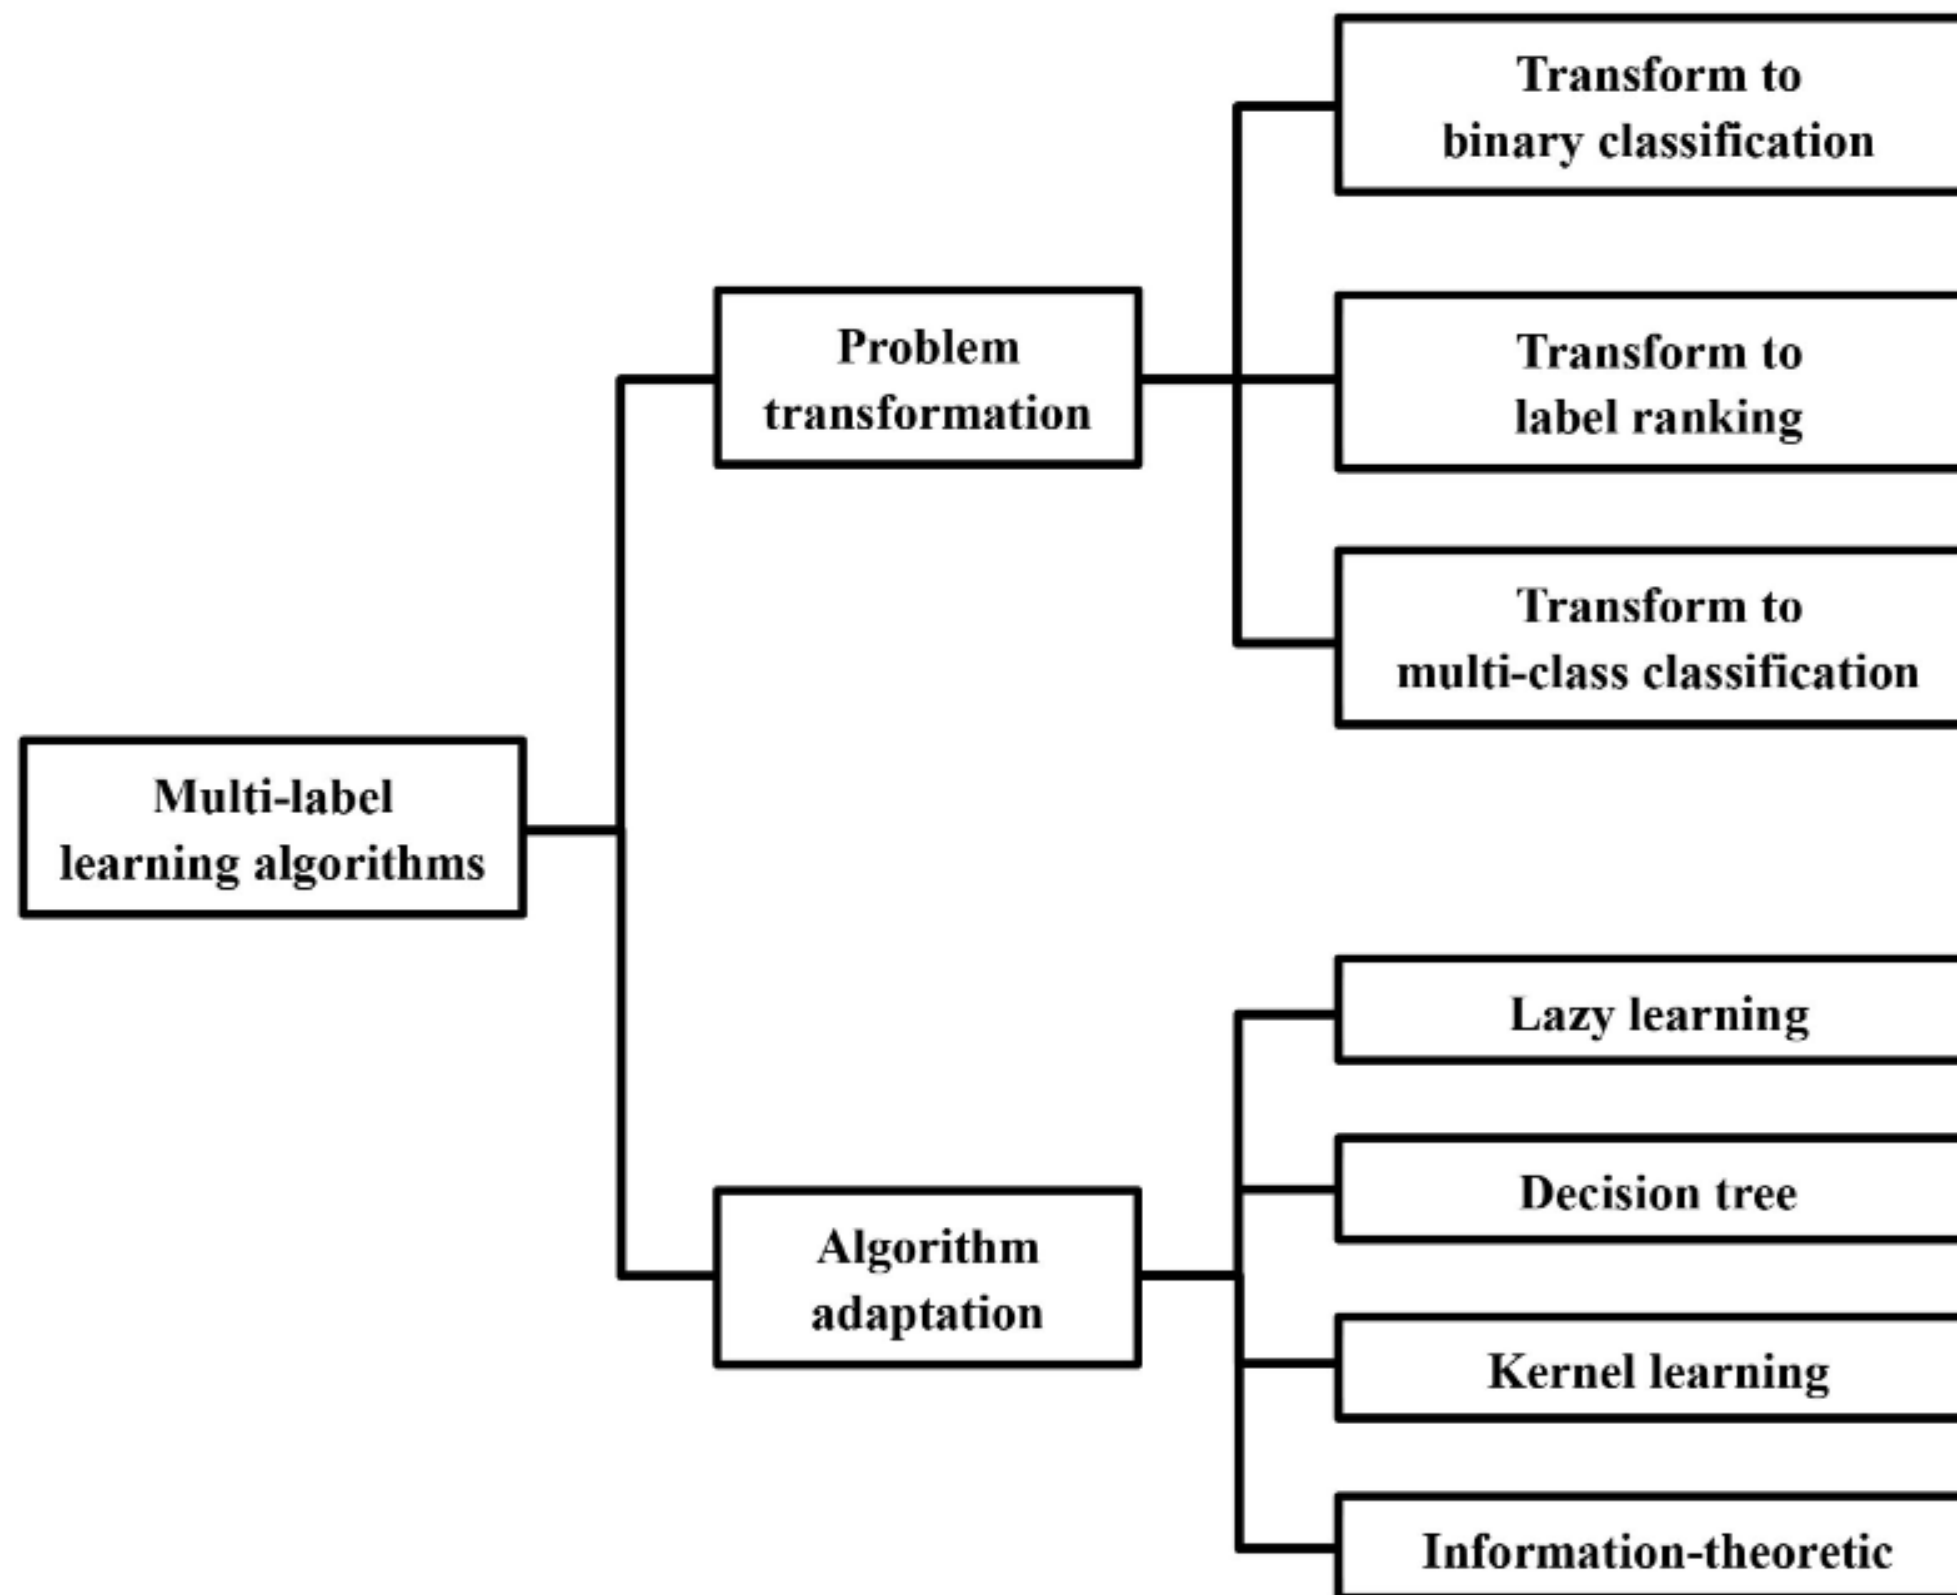 Transform to
binary classification
Problem
transformation
Transform to
label ranking
Transform to
multi-class classification
Multi-label
learning algorithms
Lazy learning
Decision tree
Algorithm
adaptation
Kernel learning
Information-theoretic